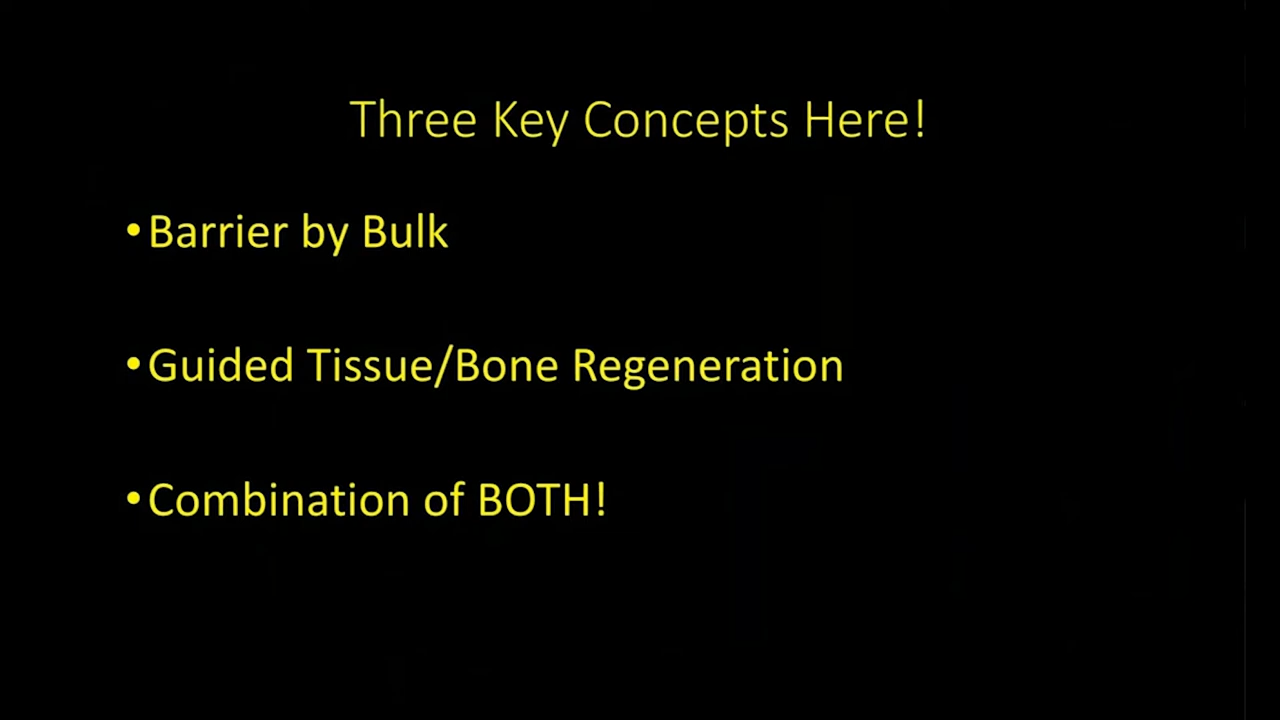 Three Key Concepts Here!
•Barrier by Bulk
•Guided Tissue/Bone Regeneration
•Combination of BOTH!